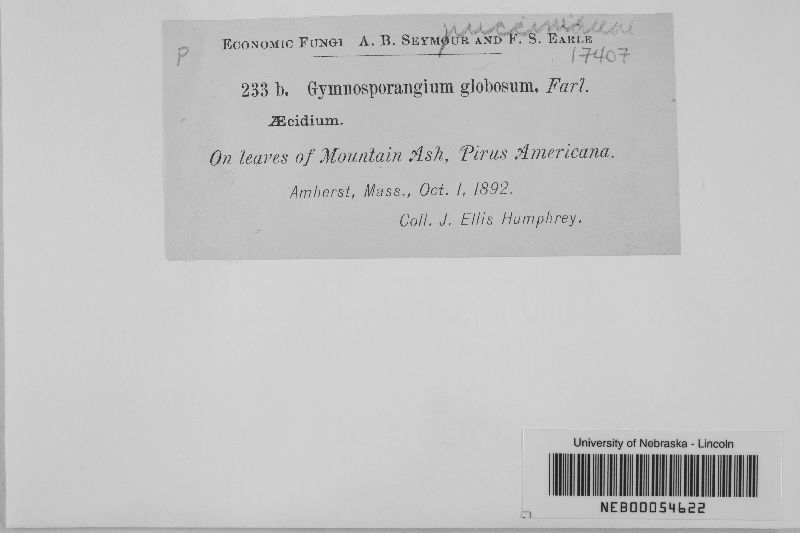 Pucciniaceae
P
Economic Fungi A. B. Seymour and F. S. Earle
17407
233 b. Gymnosporangium globosum, Farl.
Æcidium.
On leaves of Mountain Ash, Pirus Americana.
Amherst, Mass., Oct. 1, 1892.
Coll. J. Ellis Humphrey.
University of Nebraska - Lincoln
NEB00054622